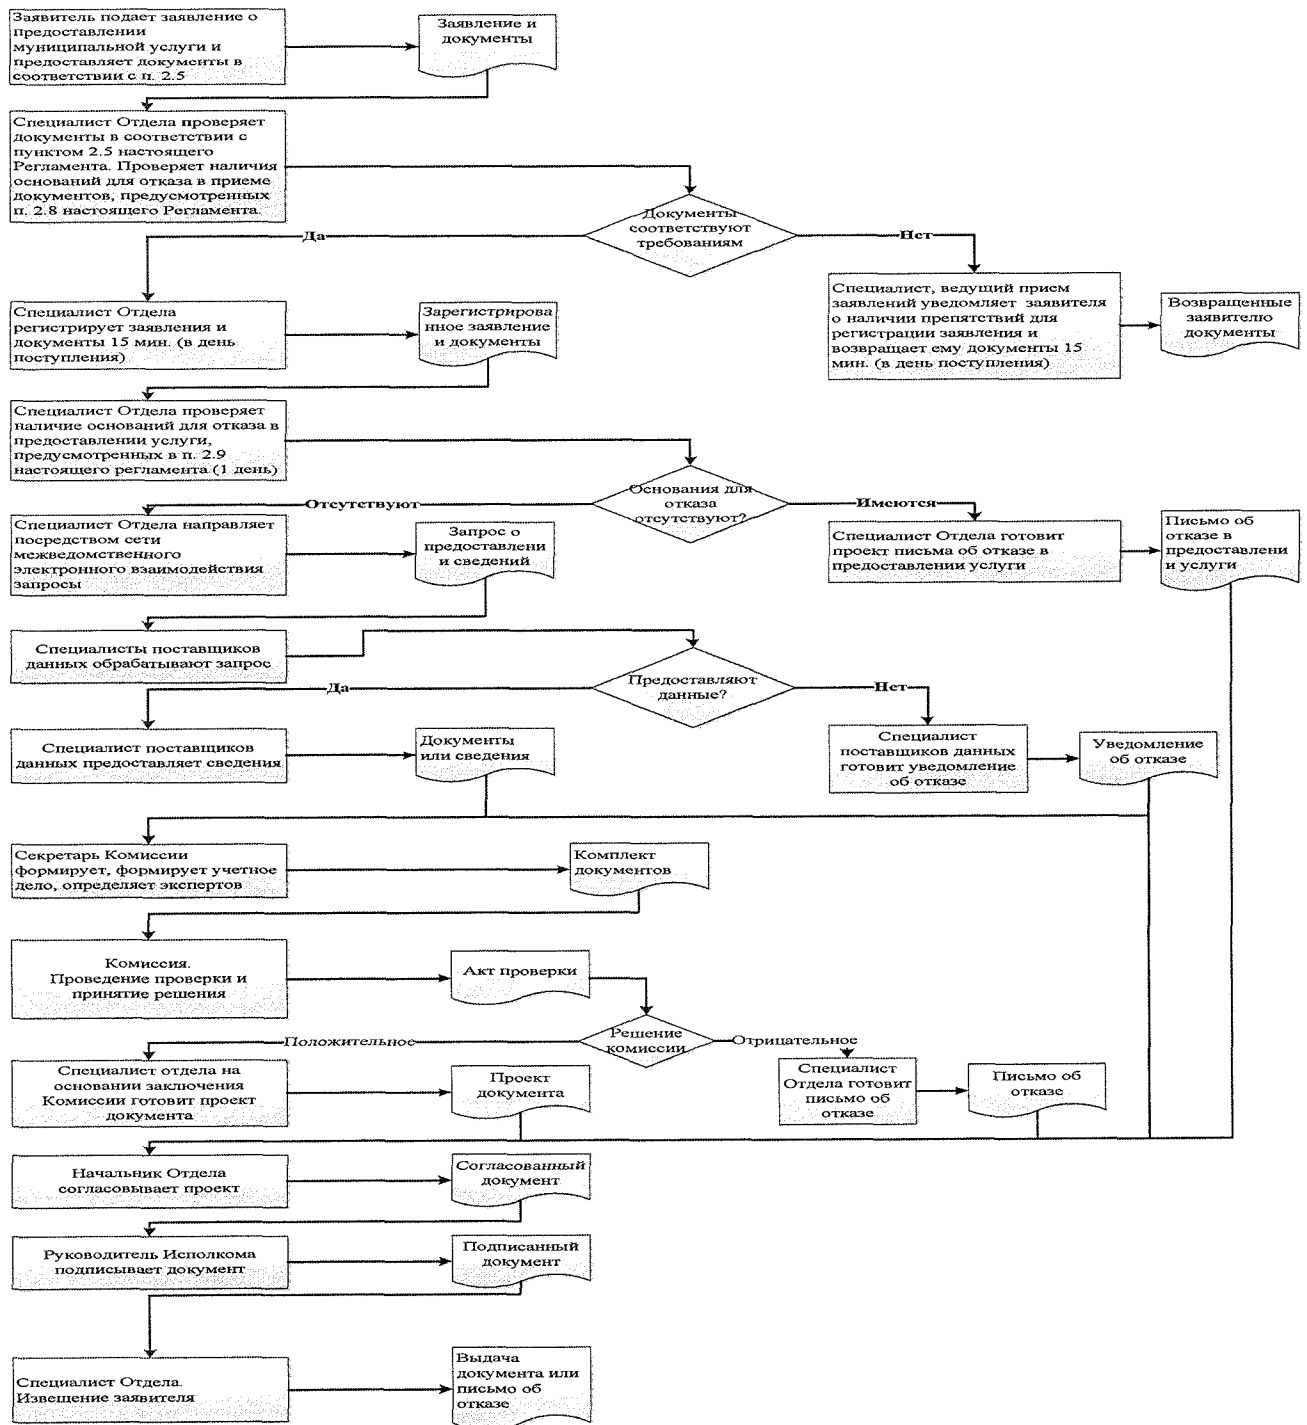 Заявитель подает заявление о
предоставлении
муниципальной услуги и
предоставляет документы в
соответствии с п. 2.5
Заявление и
документы
Специалист Отдела проверяет
документы в соответствии с
пунктом 2.5 настоящего
Регламента. Проверяет наличия
оснований для отказа в приеме
документов, предусмотренных
п. 2.8 настоящего Регламента.
Документы
соответствуют
требованиям
Да
Нет
Специалист Отдела
регистрирует заявления и
документы 15 мин. (в день
поступления)
Зарегистрирова
нное заявление
и документы
Специалист, ведущий прием
заявлений уведомляет заявителя
о наличии препятствий для
регистрации заявления и
возвращает ему документы 15
мин. (в день поступления)
Возвращенные
заявителю
документы
Специалист Отдела проверяет
наличие оснований для отказа в
предоставлении услуги,
предусмотренных в п. 2.9
настоящего регламента (1 день)
Основания для
отказа
отсутствуют?
Отсутствуют
Имеются
Специалист Отдела направляет
посредством сети
межведомственного
электронного взаимодействия
запросы
Запрос о
предоставлени
и сведений
Специалист Отдела готовит
проект письма об отказе в
предоставлении услуги
Письмо об
отказе в
предоставлени
и услуги
Специалисты поставщиков
данных обрабатывают запрос
Предоставляют
данные?
Да
Нет
Специалист поставщиков
данных предоставляет сведения
Документы
или сведения
Специалист
поставщиков данных
готовит уведомление
об отказе
Уведомление
об отказе
Секретарь Комиссии
формирует, формирует учетное
дело, определяет экспертов
Комплект
документов
Комиссия.
Проведение проверки и
принятие решения
Акт проверки
Решение
комиссии
Положительное
Отрицательное
Специалист отдела на
основании заключения
Комиссии готовит проект
документа
Проект
документа
Специалист
Отдела готовит
письмо об
отказе
Письмо об
отказе
Начальник Отдела
согласовывает проект
Согласованный
документ
Руководитель Исполкома
подписывает документ
Подписанный
документ
Специалист Отдела.
Извещение заявителя
Выдача
документа или
письмо об
отказе